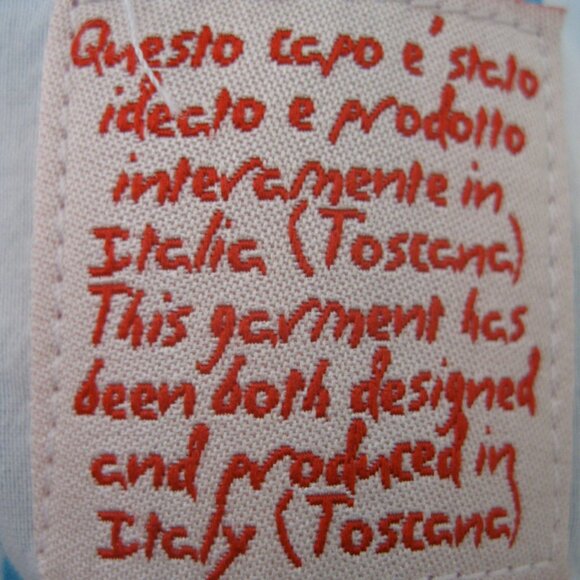 Questo capo e' stato
ideato e prodotto
interamente in
Italia (Toscana)
This garment has
been both designed
and produced in
Italy (Toscana)